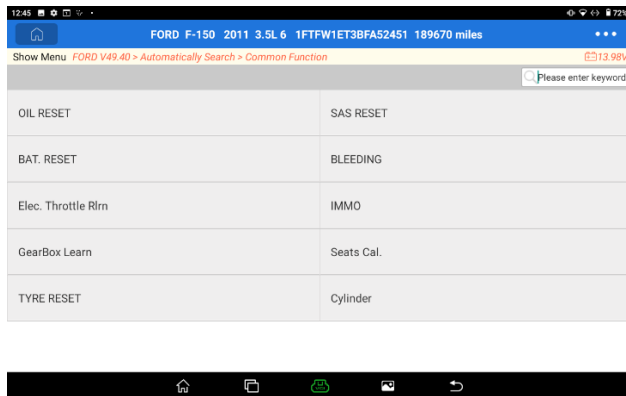 12:45 72%
FORD F-150 2011 3.5L 6 1FTFW1ET3BFA52451 189670 miles
Show Menu FORD V49.40 > Automatically Search > Common Function 13.98V
Please enter keyword
OIL RESET SAS RESET
BAT. RESET BLEEDING
Elec. Throttle Rlrn IMMO
GearBox Learn Seats Cal.
TYRE RESET Cylinder